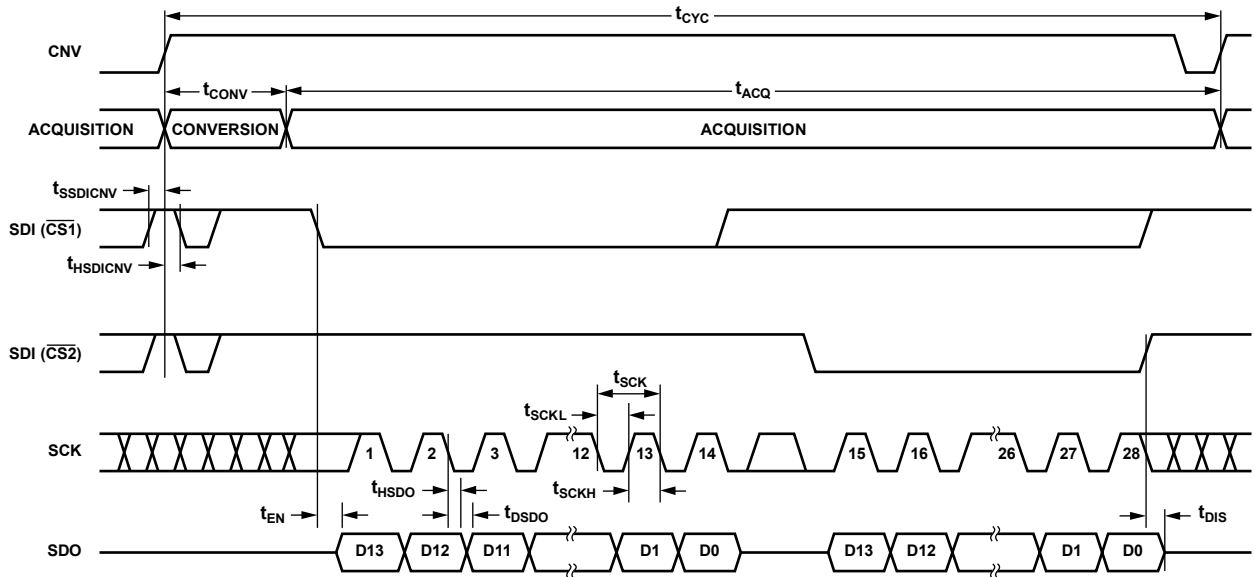 tCYC
CNV
tCONV
tACQ
ACQUISITION
CONVERSION
ACQUISITION
tSSDICNV
SDI (CS1)
tHSDICNV
SDI (CS2)
tSCK
tSCKL
SCK
1 2 3 12 13 14 15 16 26 27 28
tHSDO
tSCKH
tEN
tDSDO
tDIS
SDO
D13 D12 D11 D1 D0 D13 D12 D1 D0